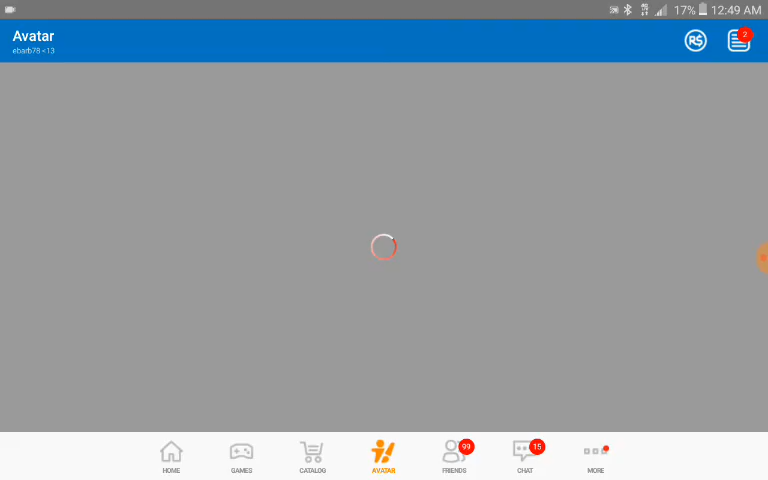 17% 12:49 AM
Avatar
ebarb78 <13
R$
2
99
15
HOME
GAMES
CATALOG
AVATAR
FRIENDS
CHAT
MORE